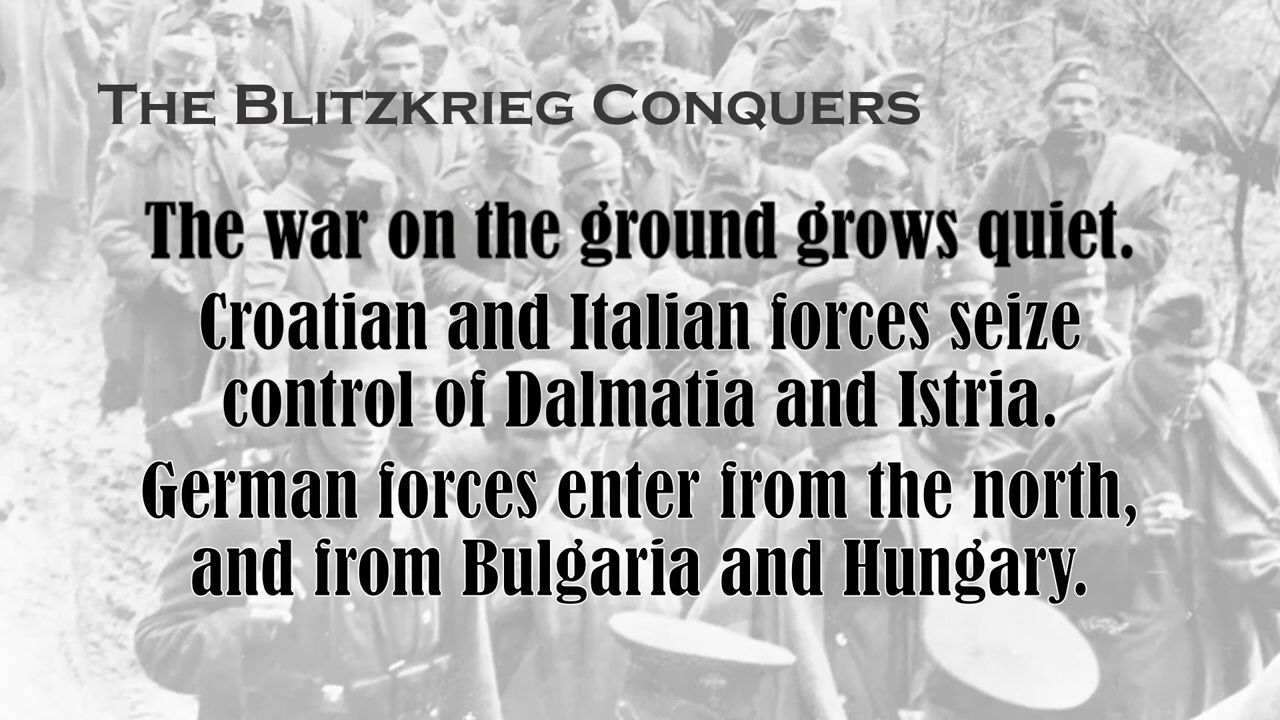 The Blitzkrieg Conquers
The war on the ground grows quiet.
Croatian and Italian forces seize
control of Dalmatia and Istria.
German forces enter from the north,
and from Bulgaria and Hungary.